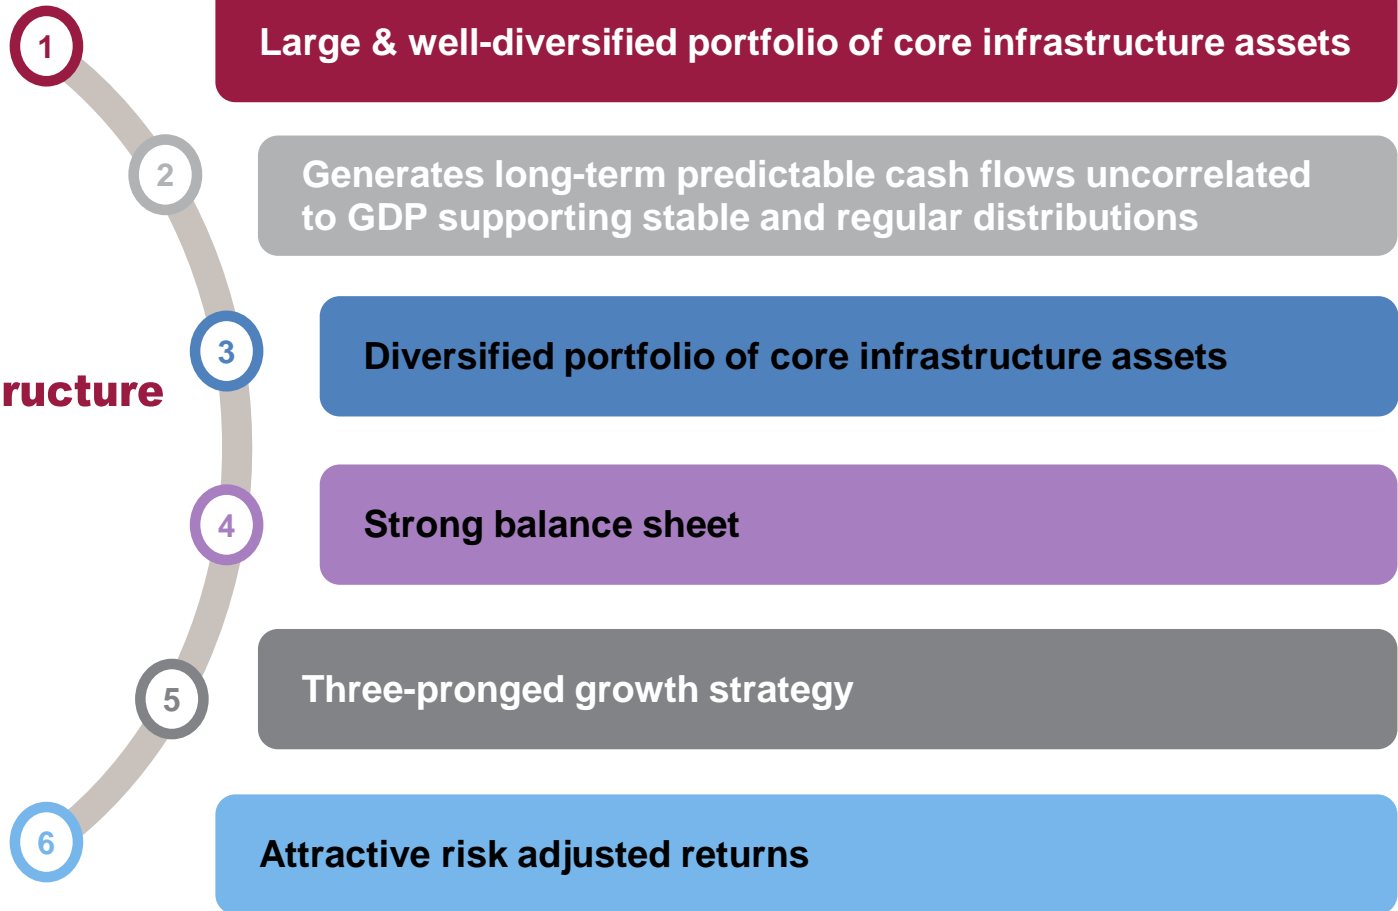 1
Large & well-diversified portfolio of core infrastructure assets
2
Generates long-term predictable cash flows uncorrelated
to GDP supporting stable and regular distributions
3
Diversified portfolio of core infrastructure assets
ructure
4
Strong balance sheet
5
Three-pronged growth strategy
6
Attractive risk adjusted returns